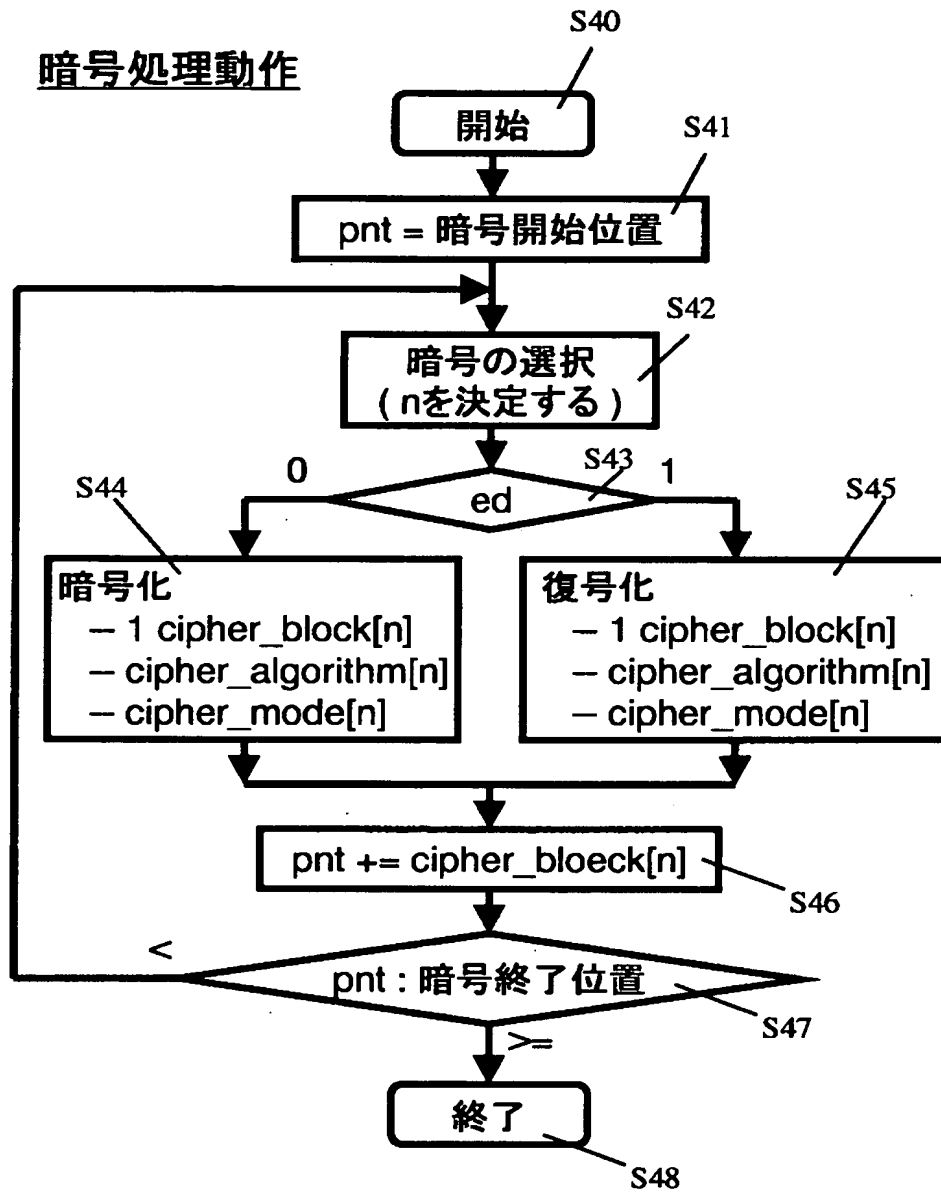 S40
暗号処理動作
開始
S41
pnt = 暗号開始位置
S42
暗号の選択
( nを決定する )
S43
0
1
ed
S44
S45
暗号化
– 1 cipher_block[n]
– cipher_algorithm[n]
– cipher_mode[n]
復号化
– 1 cipher_block[n]
– cipher_algorithm[n]
– cipher_mode[n]
pnt += cipher_bloeck[n]
S46
<
pnt : 暗号終了位置
S47
>=
終了
S48